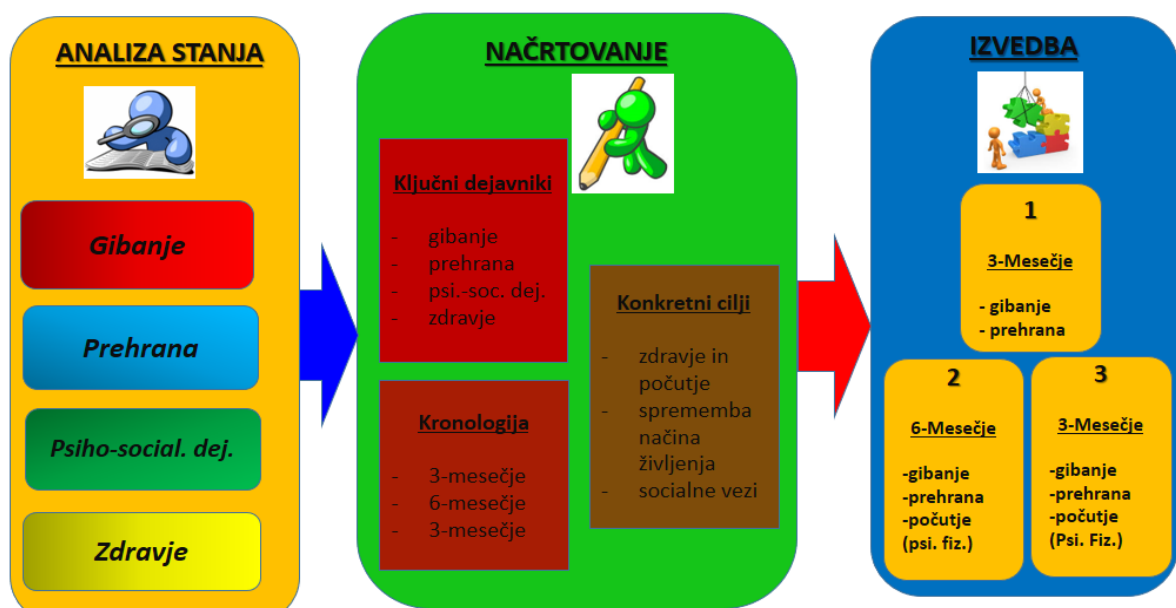 ANALIZA STANJA
Gibanje
Prehrana
Psiho-social. dej.
Zdravje
NAČRTOVANJE
Ključni dejavniki
- gibanje
- prehrana
- psi.-soc. dej.
- zdravje
Kronologija
- 3-mesečje
- 6-mesečje
- 3-mesečje
Konkretni cilji
- zdravje in
počutje
- sprememba
načina
življenja
- socialne vezi
IZVEDBA
1
3-Mesečje
- gibanje
- prehrana
2
6-Mesečje
-gibanje
-prehrana
-počutje
(psi. fiz.)
3
3-Mesečje
-gibanje
-prehrana
-počutje
(Psi. Fiz.)